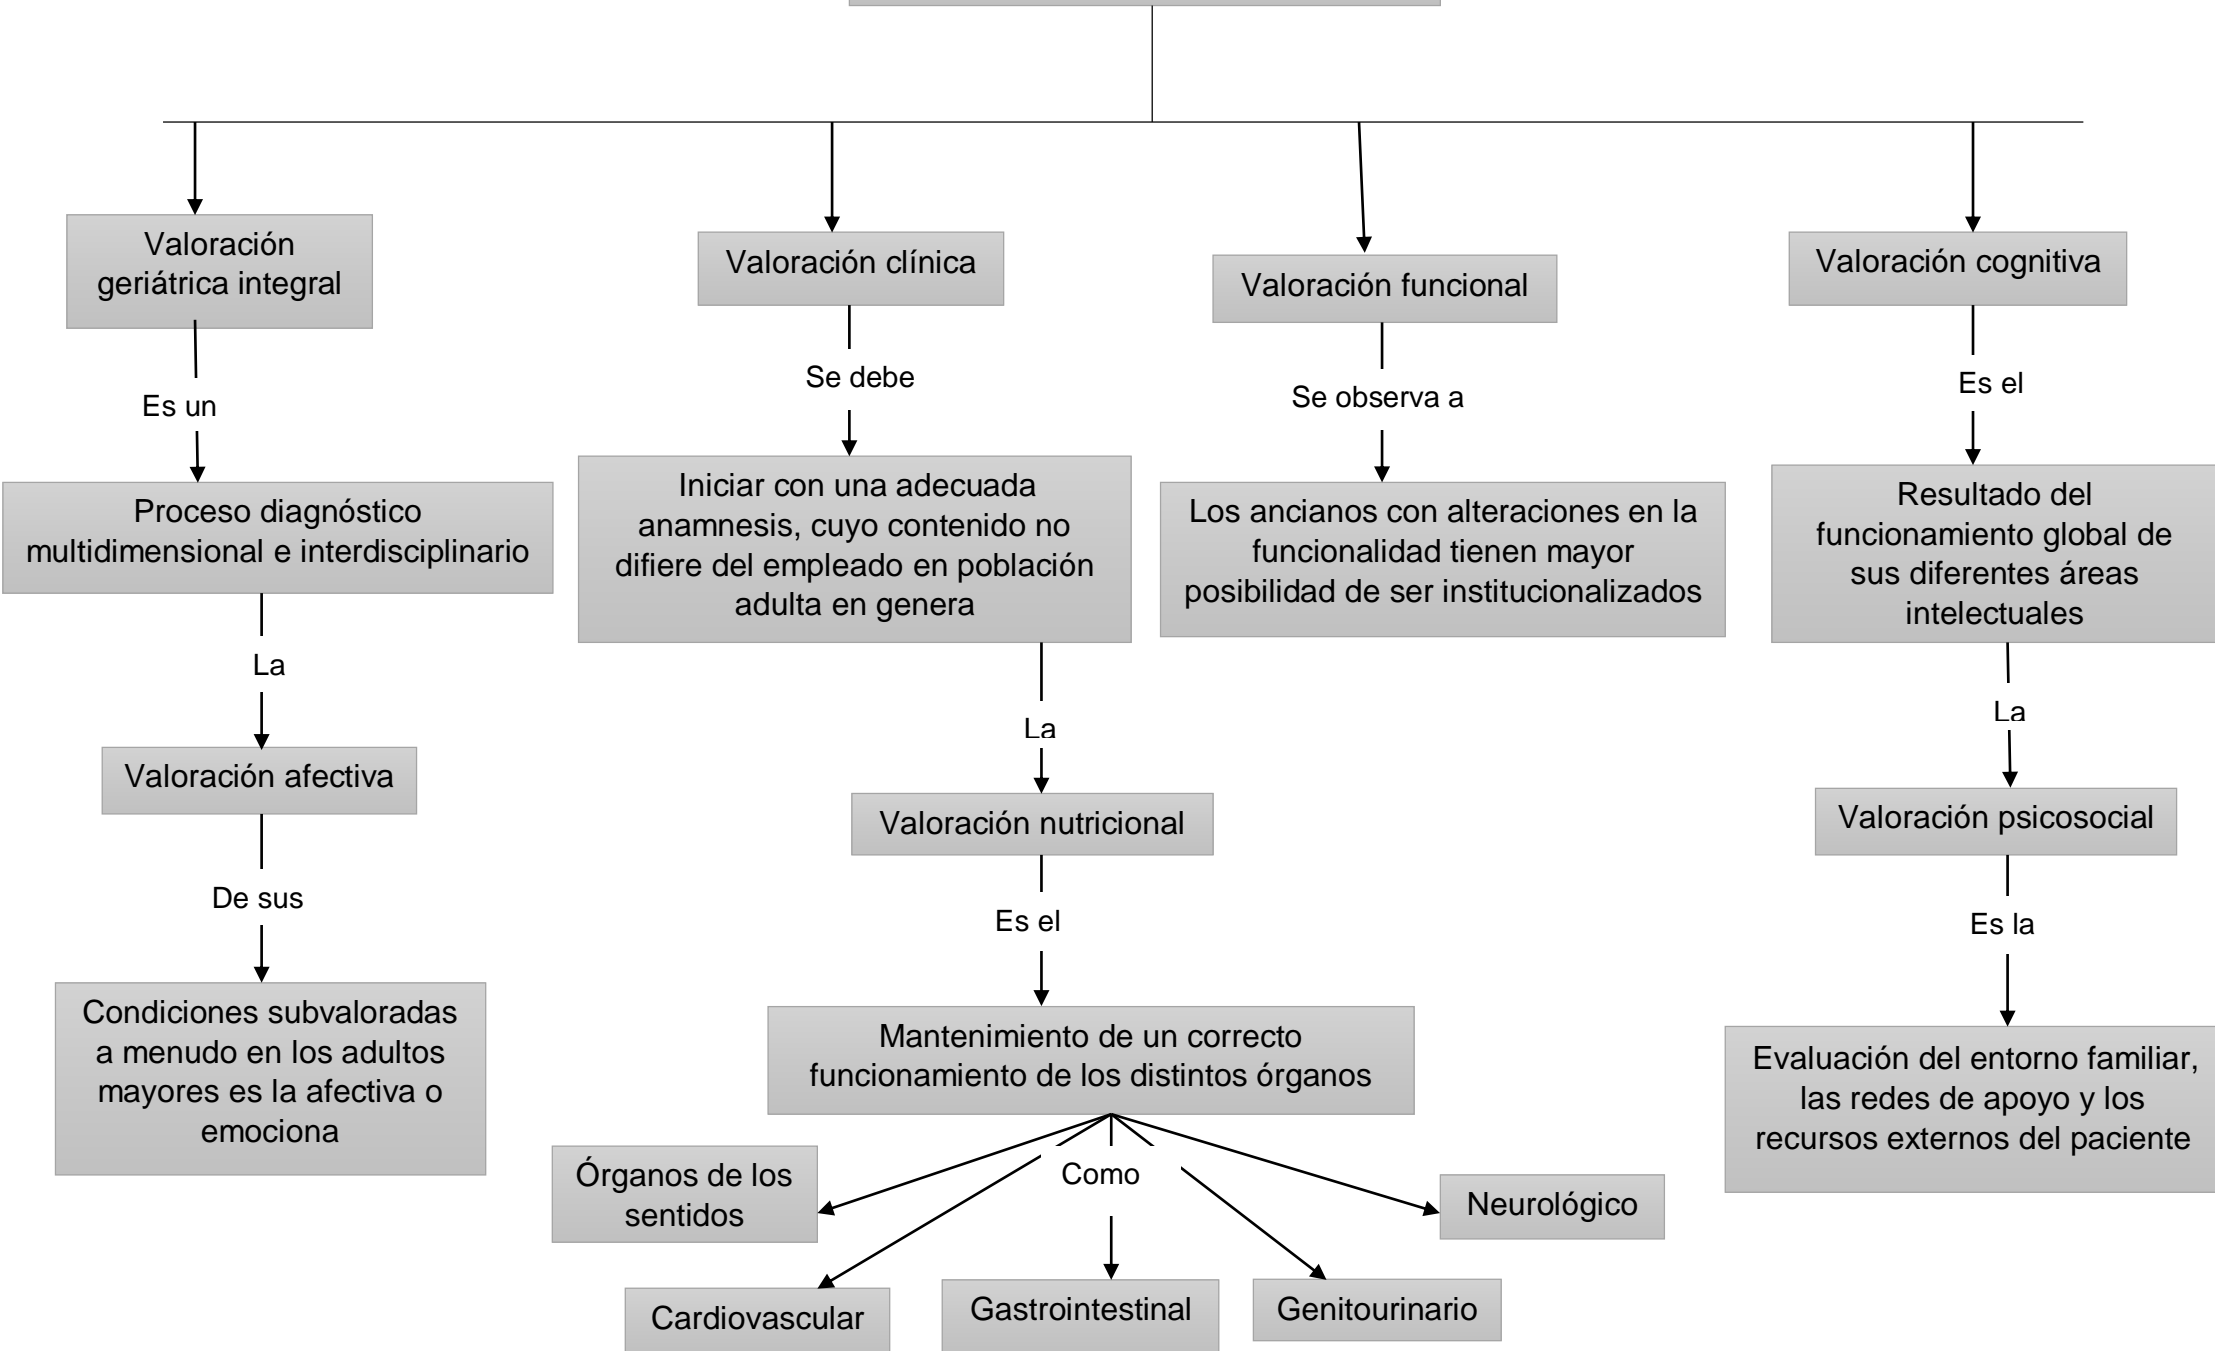 Valoración
geriátrica integral
Es un
Proceso diagnóstico
multidimensional e interdisciplinario
La
Valoración afectiva
De sus
Condiciones subvaloradas
a menudo en los adultos
mayores es la afectiva o
emociona
Valoración clínica
Se debe
Iniciar con una adecuada
anamnesis, cuyo contenido no
difiere del empleado en población
adulta en genera
La
Valoración nutricional
Es el
Mantenimiento de un correcto
funcionamiento de los distintos órganos
Como
Órganos de los
sentidos
Cardiovascular
Gastrointestinal
Genitourinario
Neurológico
Valoración funcional
Se observa a
Los ancianos con alteraciones en la
funcionalidad tienen mayor
posibilidad de ser institucionalizados
Valoración cognitiva
Es el
Resultado del
funcionamiento global de
sus diferentes áreas
intelectuales
La
Valoración psicosocial
Es la
Evaluación del entorno familiar,
las redes de apoyo y los
recursos externos del paciente